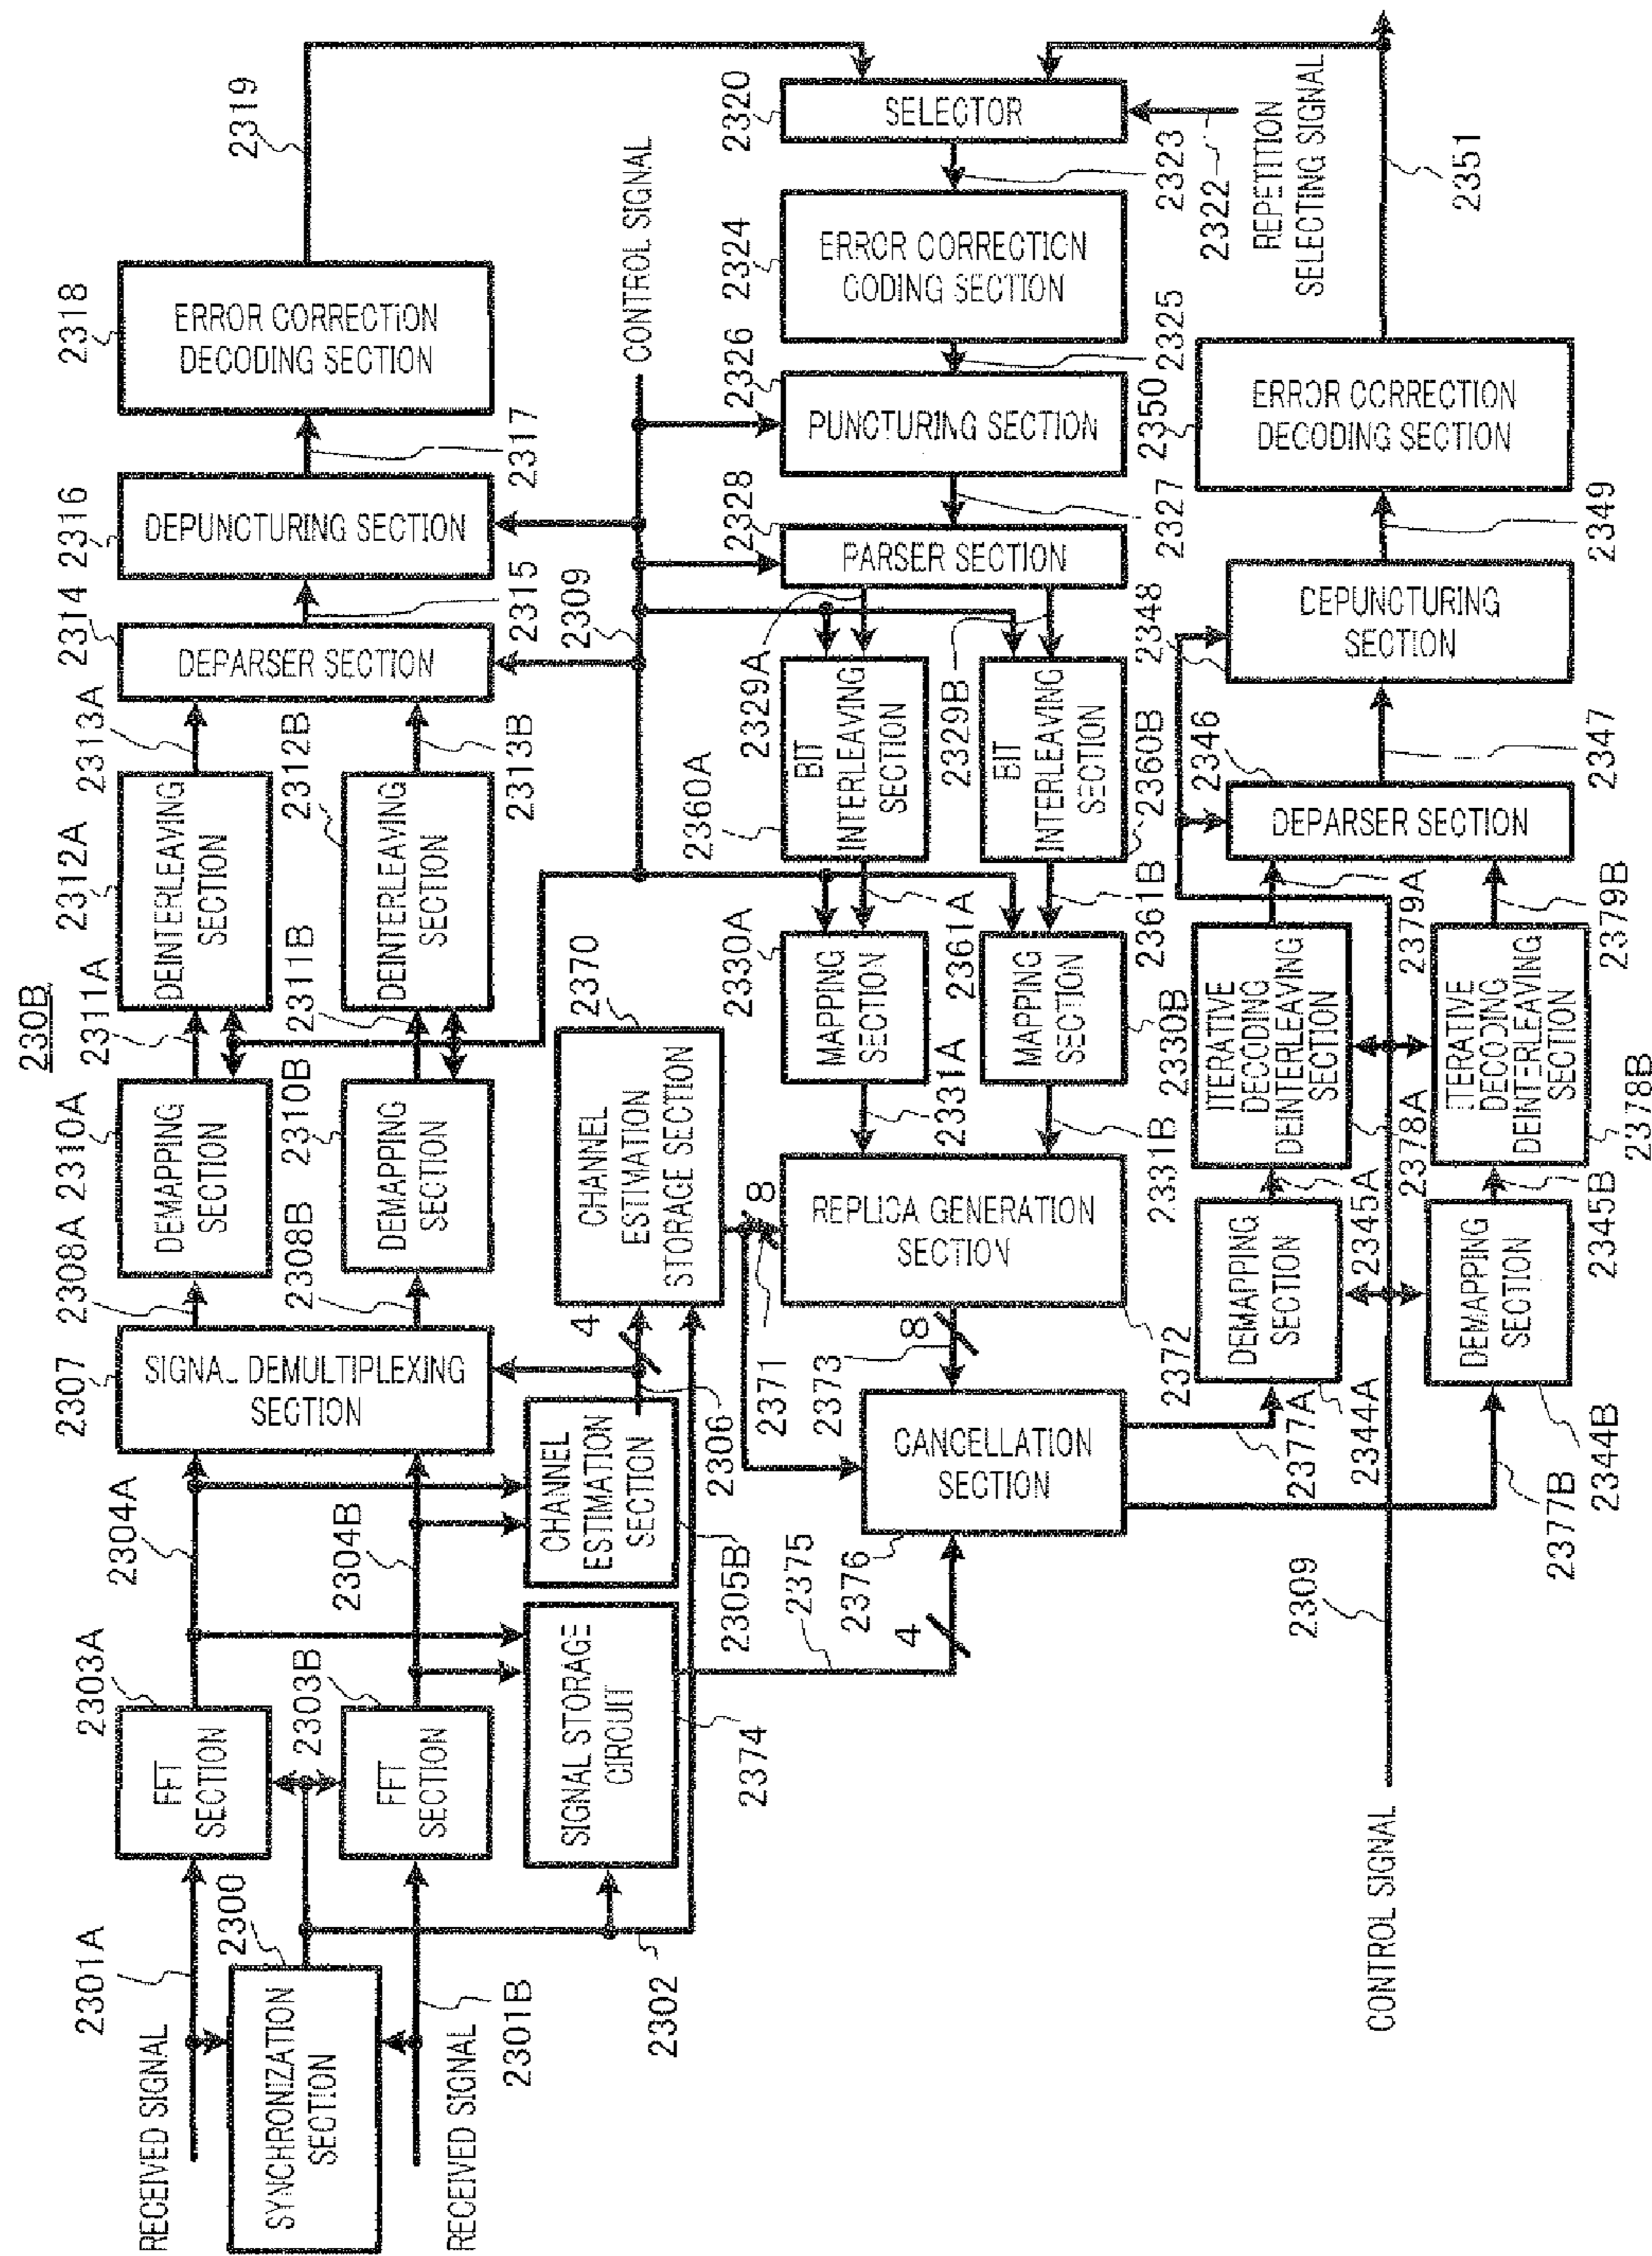 230B
RECEIVED SIGNAL
2301A
2300
SYNCHRONIZATION
SECTION
RECEIVED SIGNAL
2301B
2302
2303A
FFT
SECTION
2303B
FFT
SECTION
2304A
2304B
SIGNAL STORAGE
CIRCUIT
2374
CHANNEL
ESTIMATION
SECTION
2305B
2306
4
2307
SIGNAL DEMULTIPLEXING
SECTION
2308A
2308B
2310A
DEMAPPING
SECTION
2310B
DEMAPPING
SECTION
2311A
2311B
2312A
DEINTERLEAVING
SECTION
2312B
DEINTERLEAVING
SECTION
2313A
2313B
2314
DEPARSER SECTION
2315
2316
DEPUNCTURING SECTION
2317
2318
ERROR CORRECTION
DECODING SECTION
2319
2309
CONTROL SIGNAL
2370
CHANNEL
ESTIMATION
STORAGE SECTION
8
2371
2375
4
2376
CANCELLATION
SECTION
2373
8
REPLICA GENERATION
SECTION
2372
2331A
2331B
2330A
MAPPING
SECTION
MAPPING
SECTION
2330B
2361A
2361B
2360A
BIT
INTERLEAVING
SECTION
BIT
INTERLEAVING
SECTION
2360B
2329A
2329B
2328
PARSER SECTION
2327
2326
PUNCTURING SECTION
2325
2324
ERROR CORRECTION
CODING SECTION
2323
2320
SELECTOR
2322
REPETITION
SELECTING SIGNAL
CONTROL SIGNAL
2309
2377A
2377B
DEMAPPING
SECTION
2344A
DEMAPPING
SECTION
2344B
2345A
2345B
ITERATIVE
DECODING
DEINTERLEAVING
SECTION
2378A
ITERATIVE
DECODING
DEINTERLEAVING
SECTION
2378B
2379A
2379B
2346
DEPARSER SECTION
2347
2348
DEPUNCTURING
SECTION
2349
2350
ERROR CORRECTION
DECODING SECTION
2351